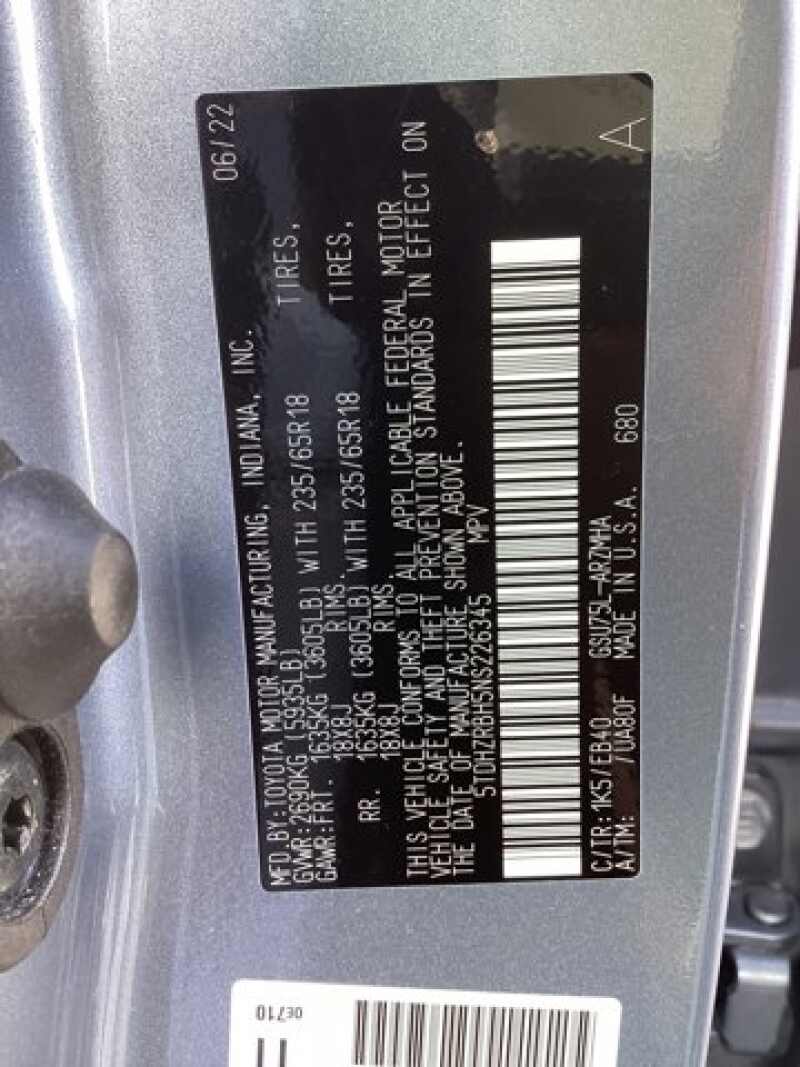 06/22
MFD.BY:TOYOTA MOTOR MANUFACTURING, INDIANA, INC.
GVWR:2690KG (5935LB)
GAWR:FRT. 1635KG (3605LB) WITH 235/65R18 TIRES,
18X8J RIMS.
RR. 1635KG (3605LB) WITH 235/65R18 TIRES,
18X8J RIMS.
THIS VEHICLE CONFORMS TO ALL APPLICABLE FEDERAL MOTOR
VEHICLE SAFETY AND THEFT PREVENTION STANDARDS IN EFFECT ON
THE DATE OF MANUFACTURE SHOWN ABOVE.
5TDHZRBH5NS226345 MPV
A
C/TR:1K5/EB40 GSU75L-ARZMHA
A/TM: /UA80F MADE IN U.S.A. 680
0E710